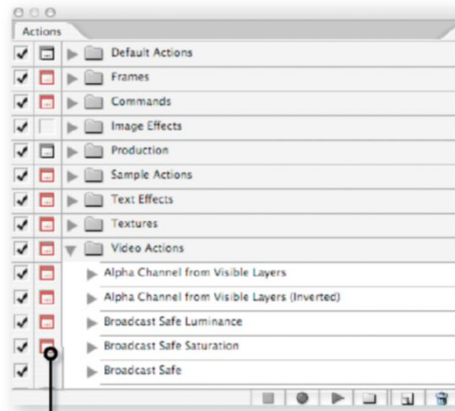 Actions
Default Actions
Frames
Commands
Image Effects
Production
Sample Actions
Text Effects
Textures
Video Actions
Alpha Channel from Visible Layers
Alpha Channel from Visible Layers (Inverted)
Broadcast Safe Luminance
Broadcast Safe Saturation
Broadcast Safe